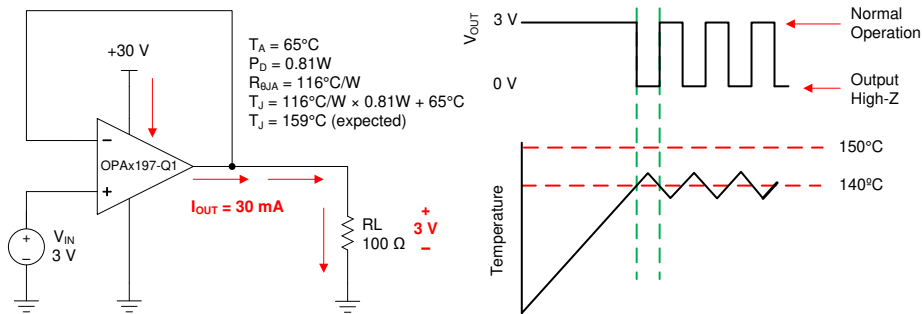 +30 V
T_A = 65°C
P_D = 0.81W
R_θJA = 116°C/W
T_J = 116°C/W × 0.81W + 65°C
T_J = 159°C (expected)
−
OPAx197-Q1
+
I_OUT = 30 mA
+
−
V_IN
3 V
RL
100 Ω
+
3 V
−
V_OUT
3 V
0 V
Normal
Operation
Output
High-Z
Temperature
150°C
140ºC